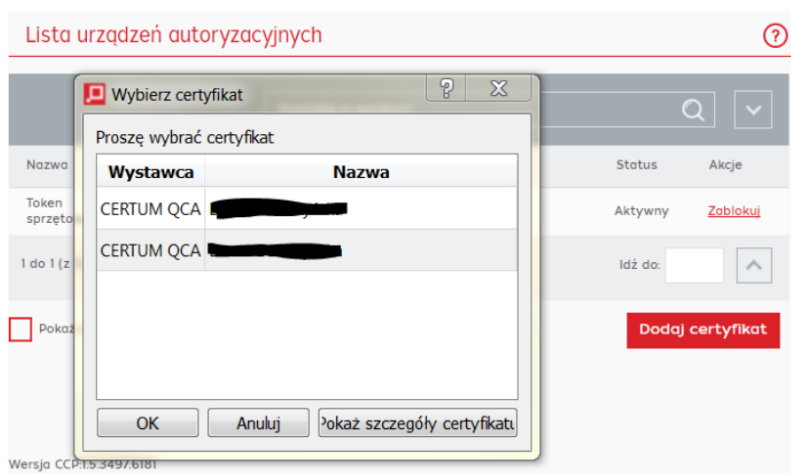 Lista urządzeń autoryzacyjnych
?
Wybierz certyfikat
Proszę wybrać certyfikat
Wystawca Nazwa
CERTUM QCA
CERTUM QCA
OK Anuluj Pokaż szczegóły certyfikatu
Nazwa Status Akcje
Token
sprzęto Aktywny Zablokuj
1 do 1 (z Idź do:
Pokaż Dodaj certyfikat
Wersja CCP:1.5.3497.6181